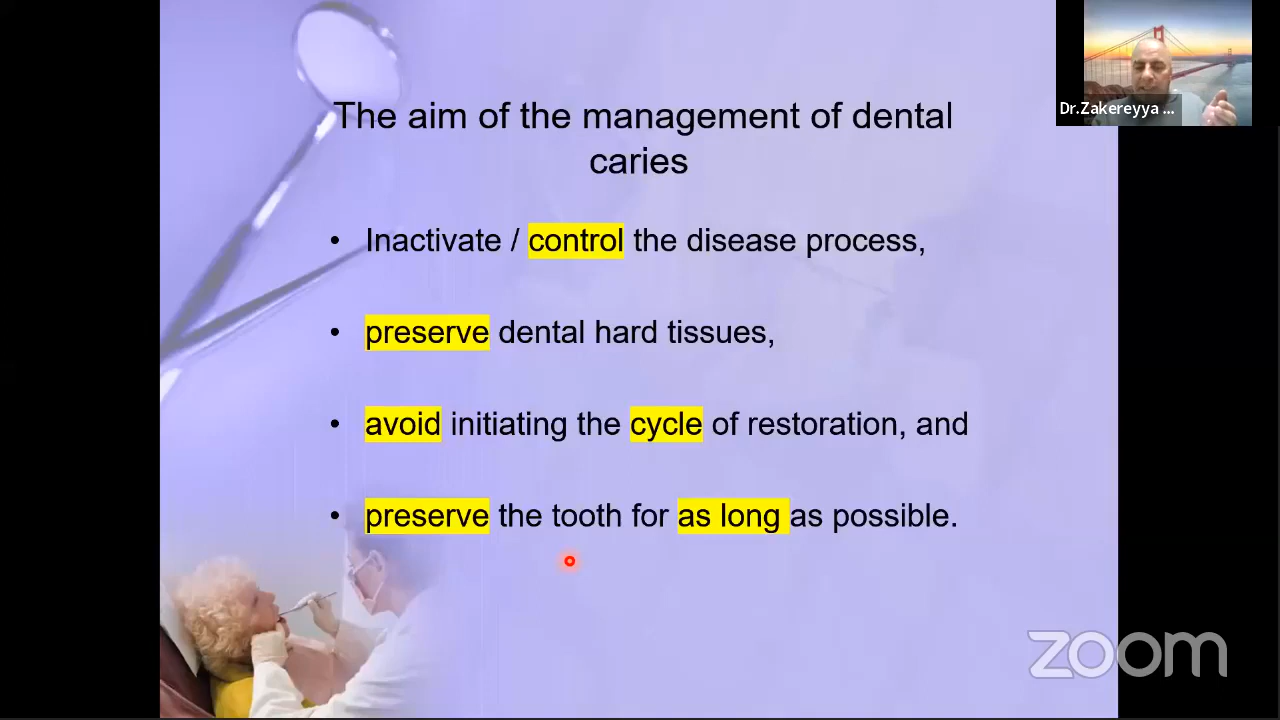 The aim of the management of dental
caries
• Inactivate / control the disease process,
• preserve dental hard tissues,
• avoid initiating the cycle of restoration, and
• preserve the tooth for as long as possible.
Dr.Zakereyya ...
zoom